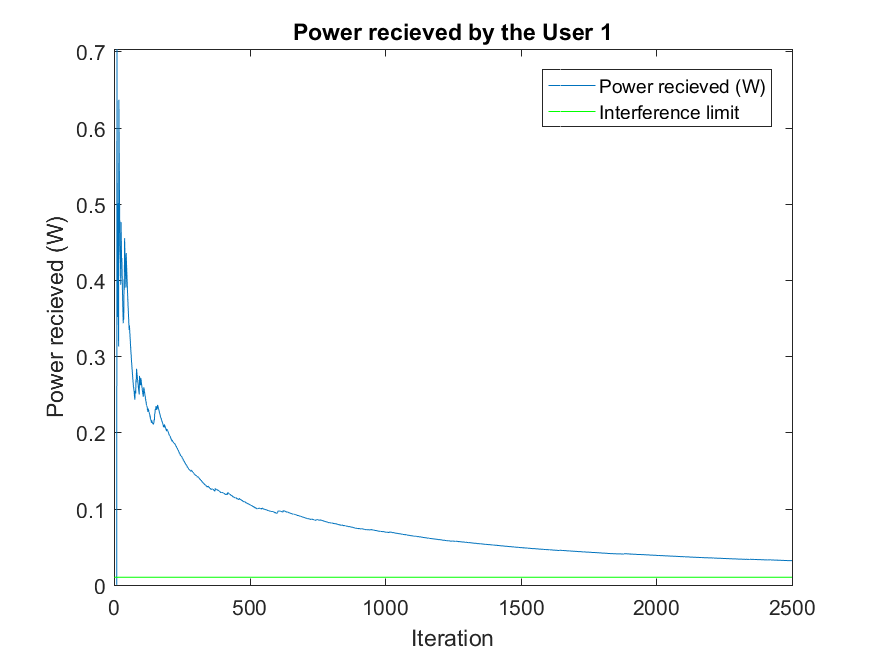 Power recieved by the User 1
Power recieved (W)
Interference limit
0.7
0.6
0.5
0.4
0.3
0.2
0.1
0
Power recieved (W)
0 500 1000 1500 2000 2500
Iteration